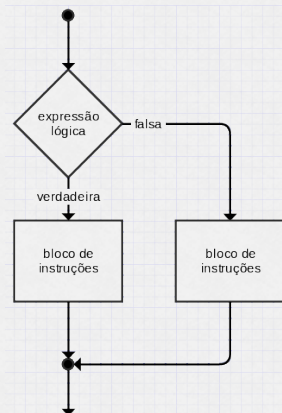 expressão
lógica
falsa
verdadeira
bloco de
instruções
bloco de
instruções